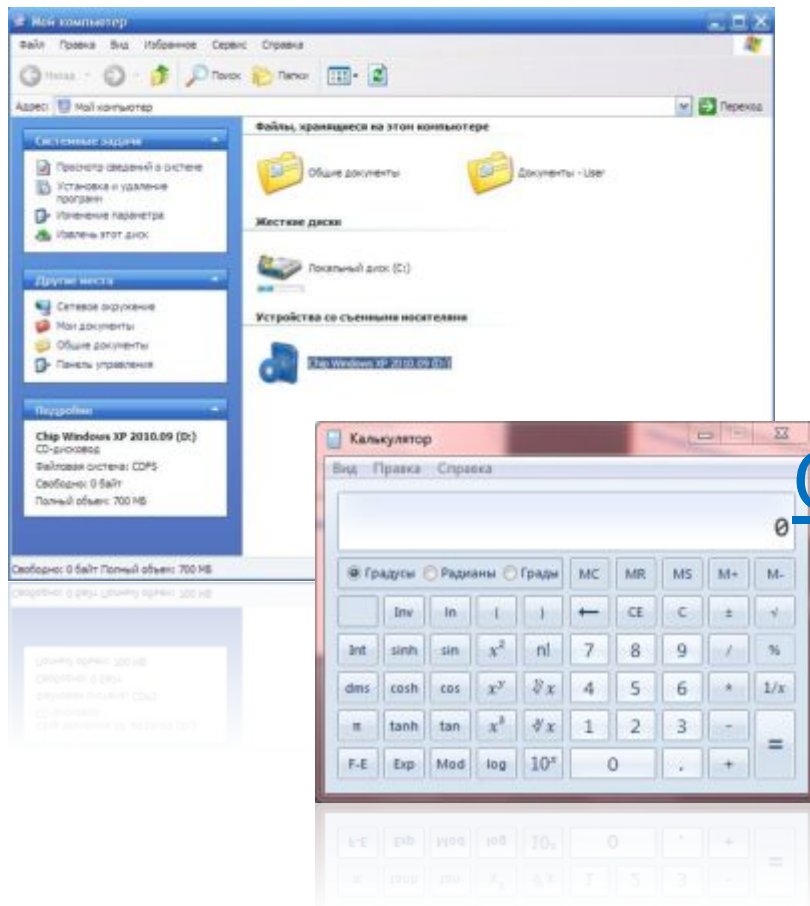 Мой компьютер
Файл Правка Вид Избранное Сервис Справка
Назад Поиск Папки
Адрес: Мой компьютер Переход
Системные задачи
Просмотр сведений о системе
Установка и удаление
программ
Изменение параметра
Извлечь этот диск
Другие места
Сетевое окружение
Мои документы
Общие документы
Панель управления
Подробно
Chip Windows XP 2010.09 (D:)
CD-дисковод
Файловая система: CDFS
Свободно: 0 байт
Полный объем: 700 МБ
Файлы, хранящиеся на этом компьютере
Общие документы Документы - User
Жесткие диски
Локальный диск (C:)
Устройства со съемными носителями
Chip Windows XP 2010.09 (D:)
Свободно: 0 байт Полный объем: 700 МБ
Калькулятор
Вид Правка Справка
0
Градусы Радианы Грады MC MR MS M+ M-
Inv ln ( ) ← CE C ± √
Int sinh sin x² n! 7 8 9 / %
dms cosh cos xʸ ʸ√x 4 5 6 * 1/x
π tanh tan x³ ³√x 1 2 3 - =
F-E Exp Mod log 10ˣ 0 . +